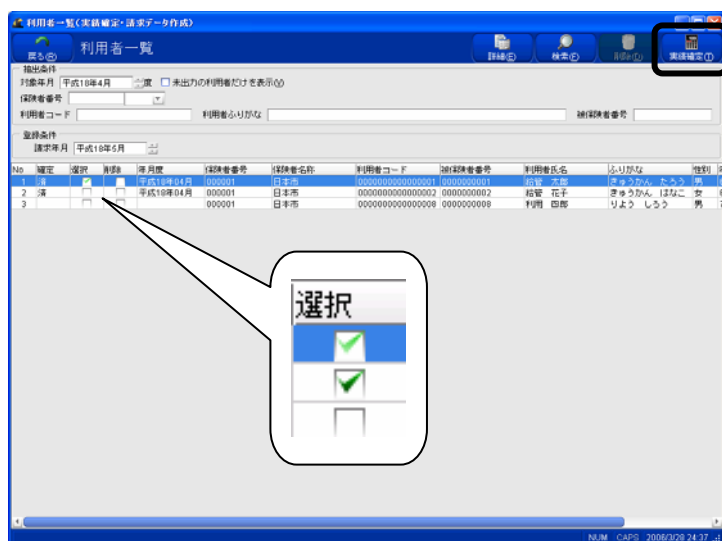 利用者一覧(実績確定・請求データ作成)
戻る(R) 利用者一覧 詳細(E) 検索(F) 削除(D) 実績確定(T)
抽出条件
対象年月 平成18年4月 度 未出力の利用者だけを表示(V)
保険者番号
利用者コード 利用者ふりがな 被保険者番号
登録条件
請求年月 平成18年5月
No 確定 選択 削除 年月度 保険者番号 保険者名称 利用者コード 被保険者番号 利用者氏名 ふりがな 性別
1 済 平成18年04月 000001 日本市 0000000000000001 0000000001 給管 太郎 きゅうかん たろう 男
2 済 平成18年04月 000001 日本市 0000000000000002 0000000002 給管 花子 きゅうかん はなこ 女
3 000001 日本市 0000000000000008 0000000008 利用 四郎 りよう しろう 男
選択
NUM CAPS 2006/3/28 24:37